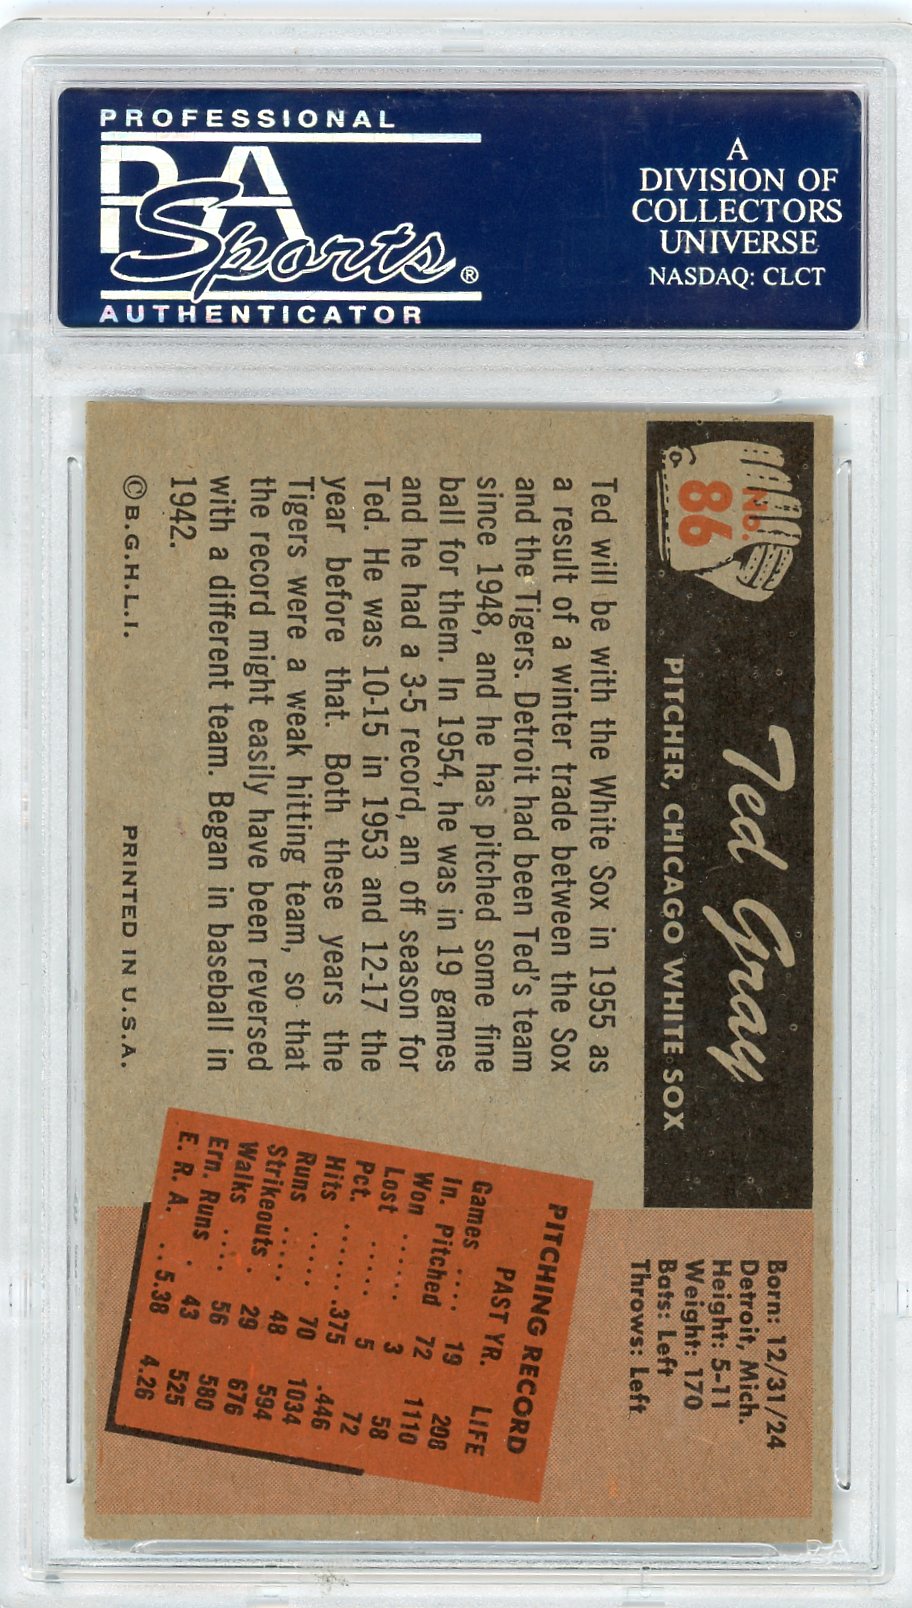 PROFESSIONAL
PSA
Sports®
AUTHENTICATOR
A
DIVISION OF
COLLECTORS
UNIVERSE
NASDAQ: CLCT
No.
86
Ted Gray
PITCHER, CHICAGO WHITE SOX
Ted will be with the White Sox in 1955 as
a result of a winter trade between the Sox
and the Tigers. Detroit had been Ted's team
since 1948, and he has pitched some fine
ball for them. In 1954, he was in 19 games
and he had a 3-5 record, an off season for
Ted. He was 10-15 in 1953 and 12-17 the
year before that. Both these years the
Tigers were a weak hitting team, so that
the record might easily have been reversed
with a different team. Began in baseball in
1942.
© B.G.H.L.I. PRINTED IN U.S.A.
Born: 12/31/24
Detroit, Mich.
Height: 5-11
Weight: 170
Bats: Left
Throws: Left
PITCHING RECORD
PAST YR. LIFE
Games .... 19 208
In. Pitched 72 1110
Won ...... 3 58
Lost ...... 5 72
Pct. ....... .375 .446
Hits ...... 70 1034
Runs ..... 48 594
Strikeouts . 29 676
Walks .... 56 580
Ern. Runs . 43 525
E. R. A. .. 5.38 4.26
PSA